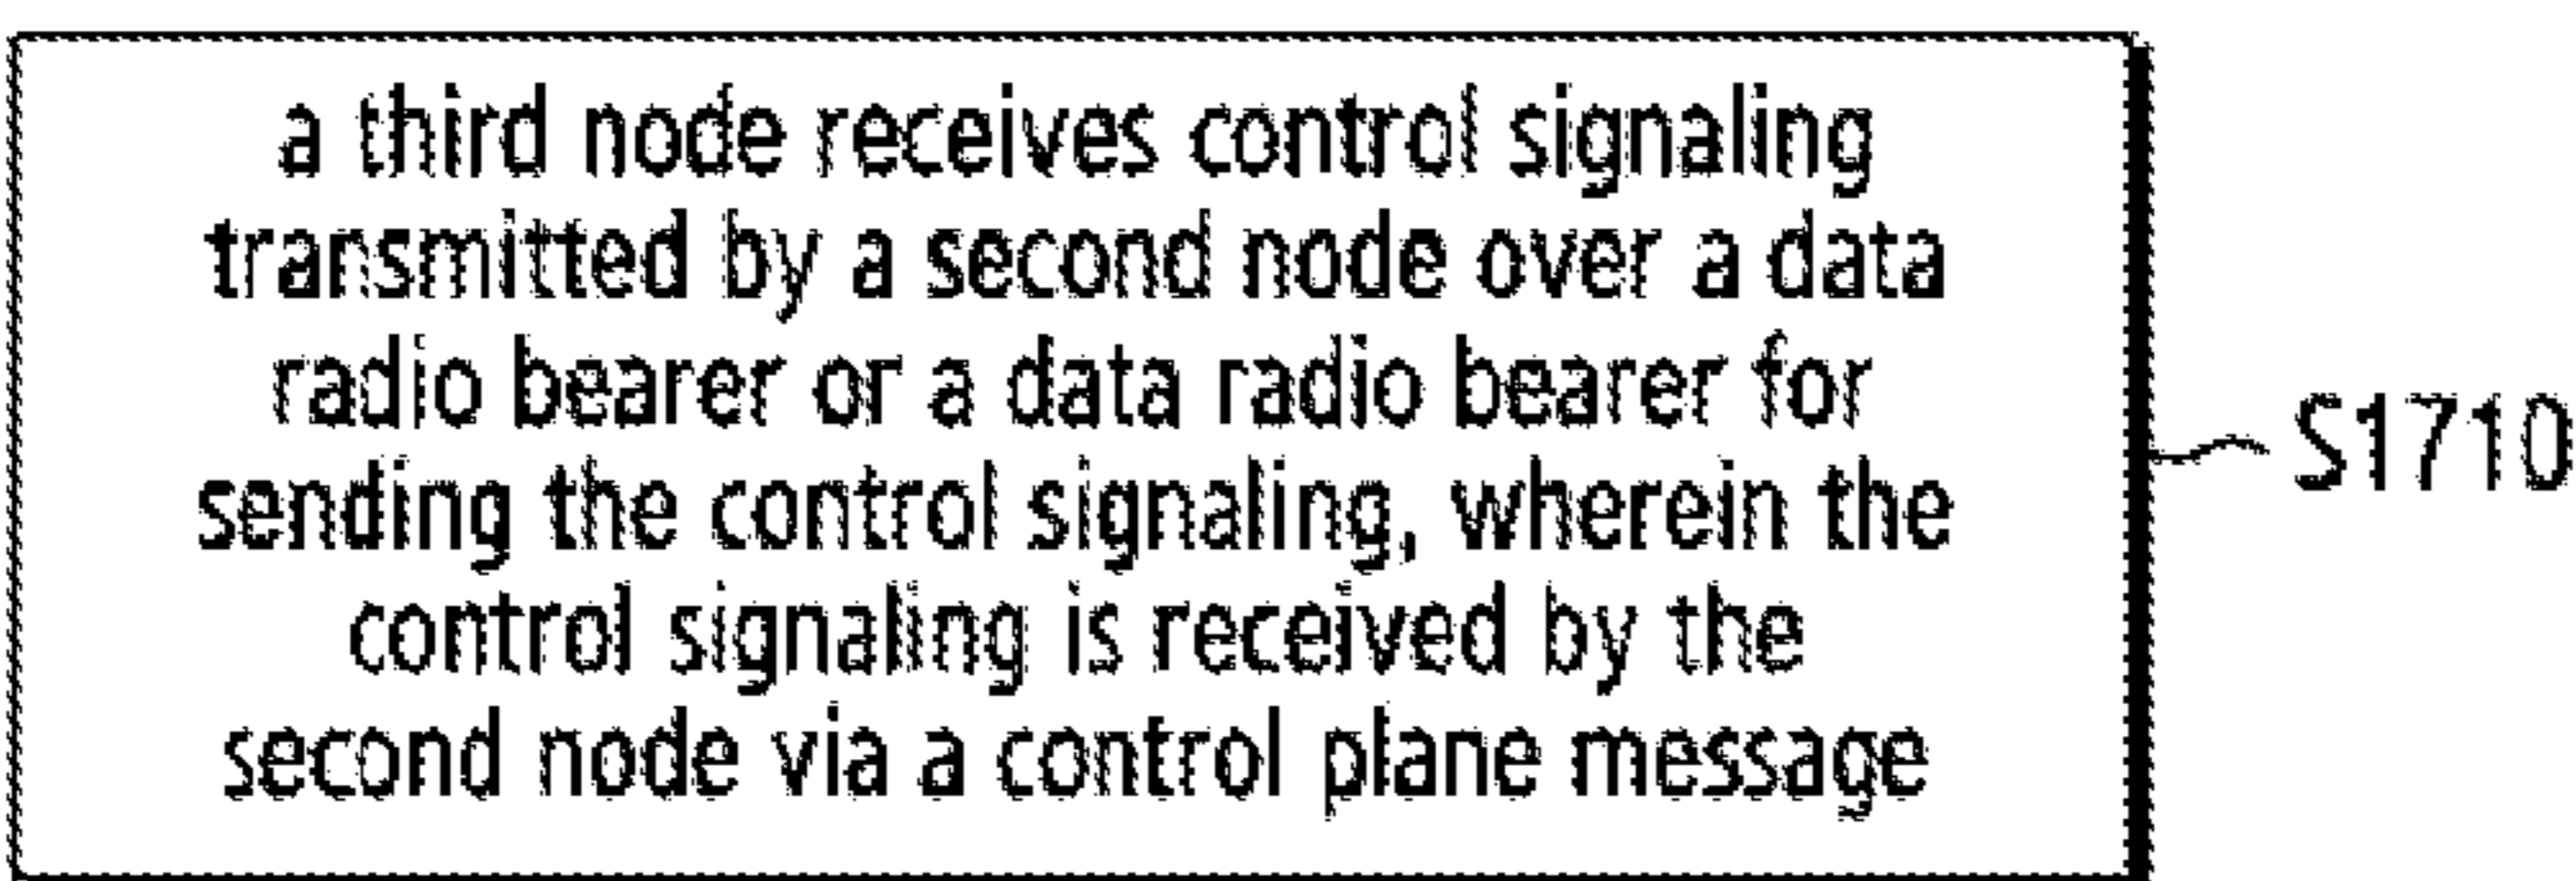 a third node receives control signaling
transmitted by a second node over a data
radio bearer or a data radio bearer for
sending the control signaling, wherein the
control signaling is received by the
second node via a control plane message
S1710